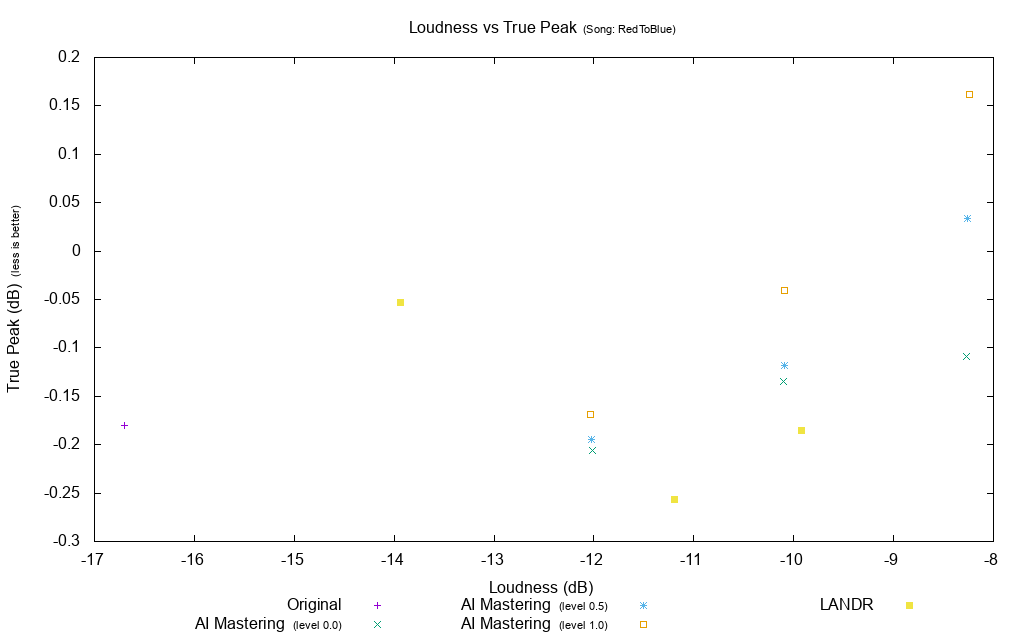 Loudness vs True Peak (Song: RedToBlue)
0.2
0.15
0.1
0.05
0
-0.05
-0.1
-0.15
-0.2
-0.25
-0.3
True Peak (dB) (less is better)
-17 -16 -15 -14 -13 -12 -11 -10 -9 -8
Loudness (dB)
Original AI Mastering (level 0.5) LANDR
AI Mastering (level 0.0) AI Mastering (level 1.0)